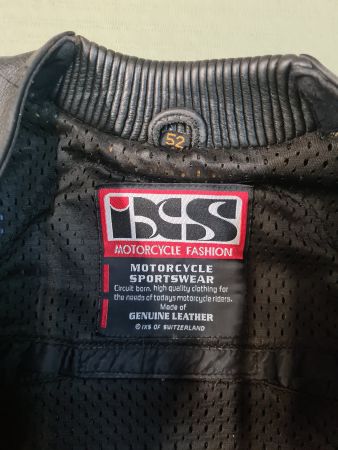 52
iXS
MOTORCYCLE FASHION
MOTORCYCLE
SPORTSWEAR
Circuit born, high quality clothing for
the needs of todays motorcycle riders.
Made of
GENUINE LEATHER
© IXS OF SWITZERLAND